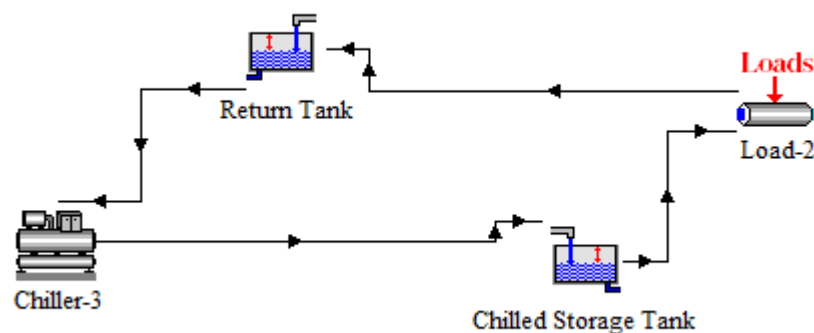 Loads
Return Tank
Load-2
Chiller-3
Chilled Storage Tank